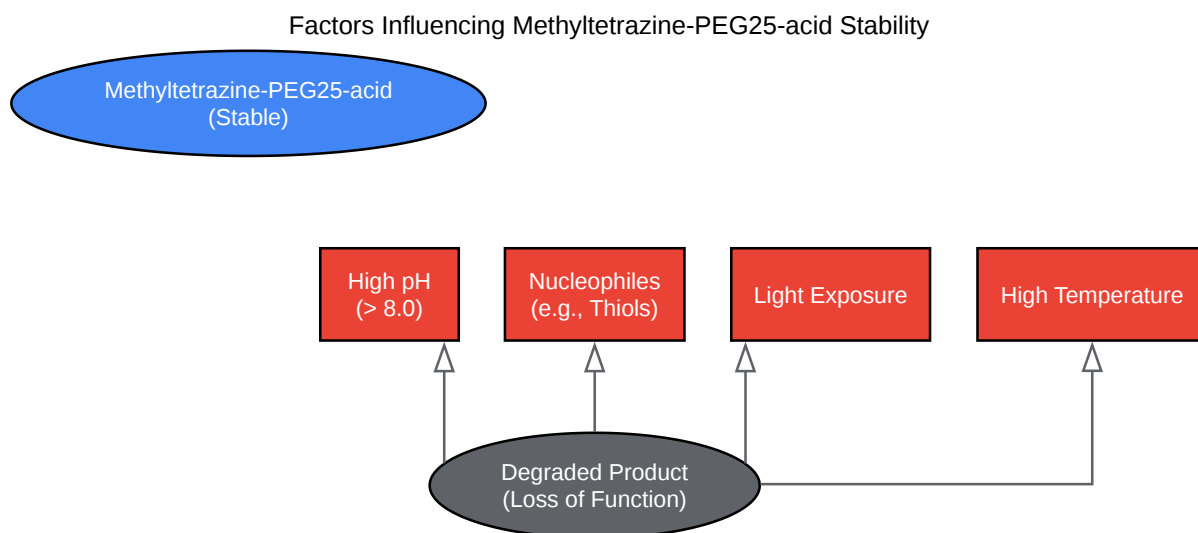 Factors Influencing Methyltetrazine-PEG25-acid Stability
Methyltetrazine-PEG25-acid
(Stable)
High pH
(> 8.0)
Nucleophiles
(e.g., Thiols)
Light Exposure
High Temperature
Degraded Product
(Loss of Function)